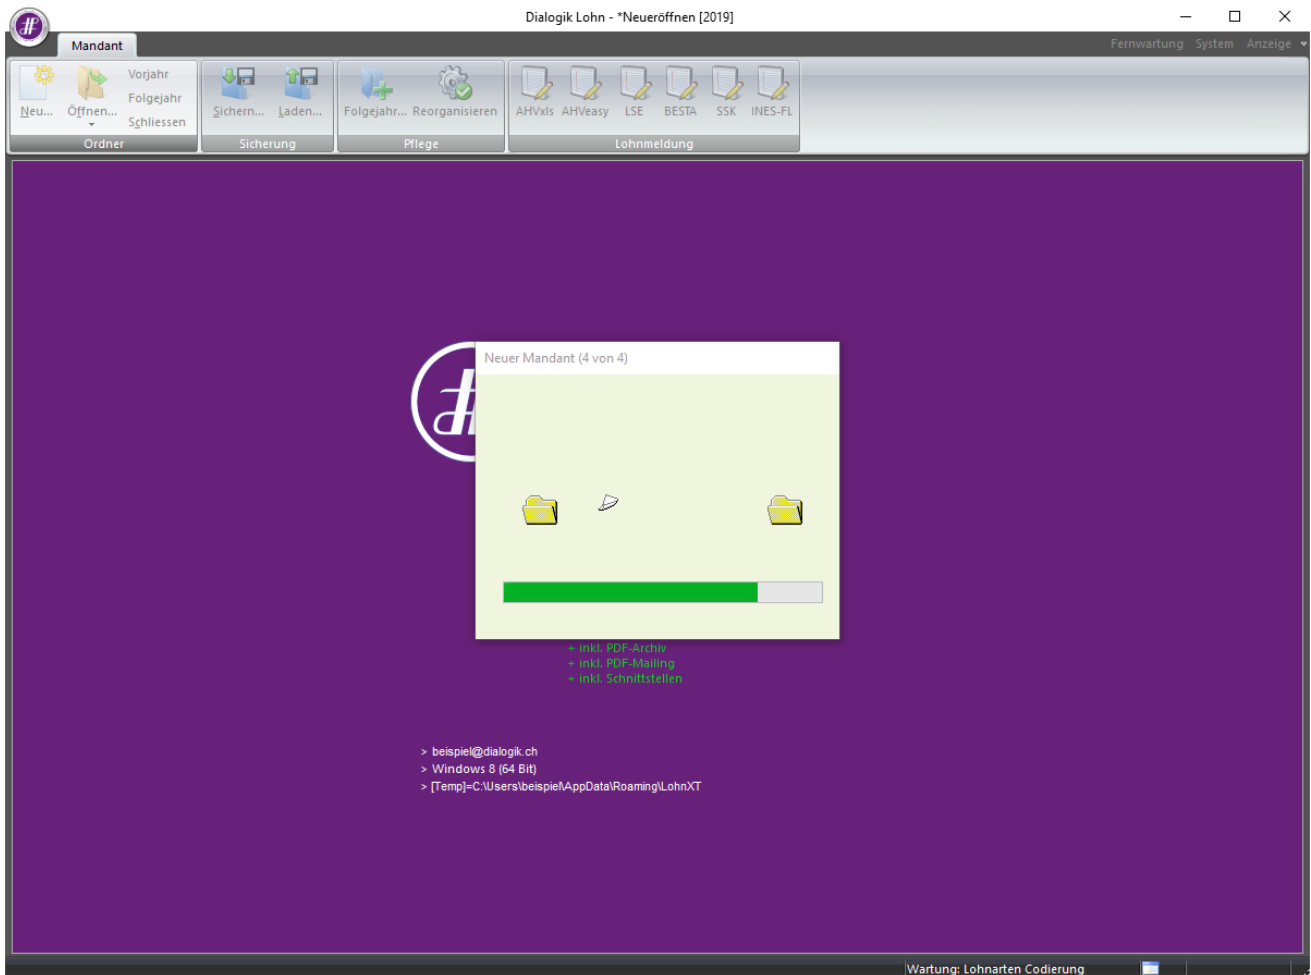 Dialogik Lohn - *Neueröffnen [2019]
Mandant
Fernwartung System Anzeige
Neu... Öffnen... Vorjahr
Folgejahr
Schliessen
Sichern... Laden...
Folgejahr... Reorganisieren
AHVxls AHVeasy LSE BESTA SSK INES-FL
Ordner Sicherung Pflege Lohnmeldung
Neuer Mandant (4 von 4)
+ inkl. PDF-Archiv
+ inkl. PDF-Mailing
+ inkl. Schnittstellen
> beispiel@dialogik.ch
> Windows 8 (64 Bit)
> [Temp]=C:\Users\beispiel\AppData\Roaming\LohnXT
Wartung: Lohnarten Codierung